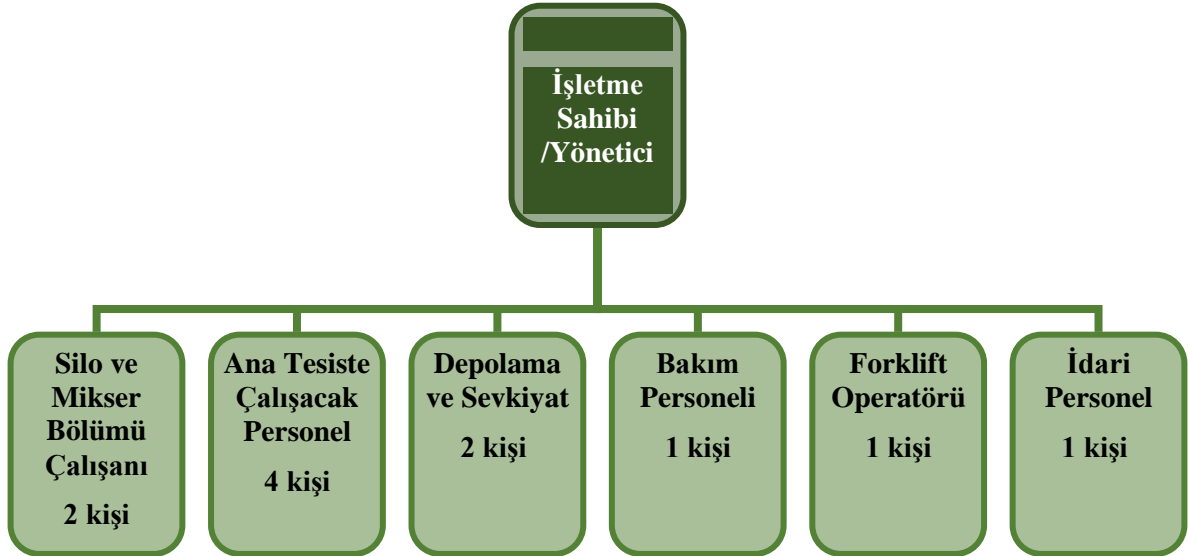 İşletme
Sahibi
/Yönetici
Silo ve
Mikser
Bölümü
Çalışanı
2 kişi
Ana Tesiste
Çalışacak
Personel
4 kişi
Depolama
ve Sevkiyat
2 kişi
Bakım
Personeli
1 kişi
Forklift
Operatörü
1 kişi
İdari
Personel
1 kişi